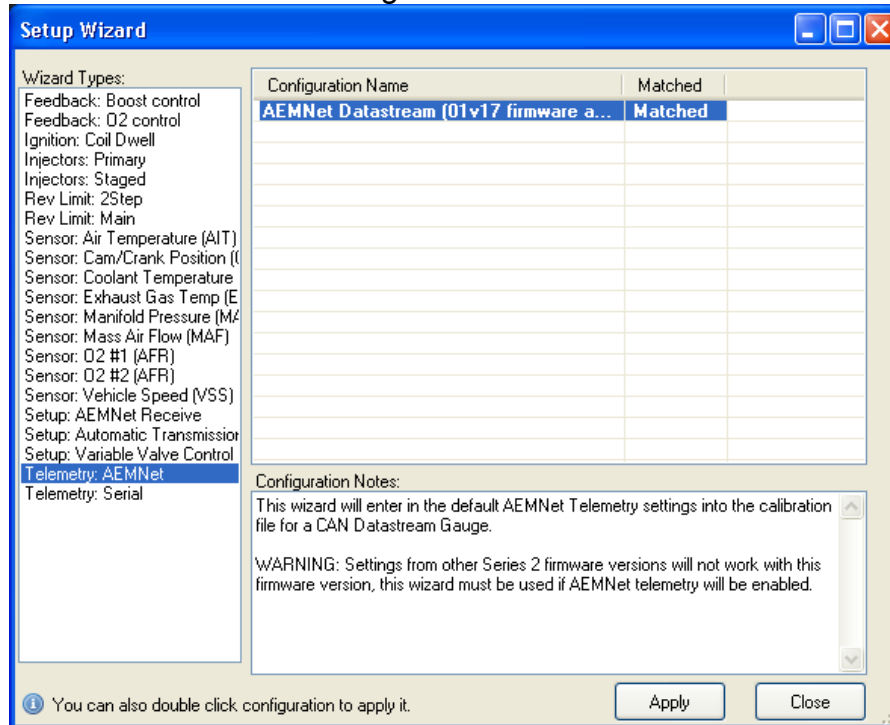 Setup Wizard
Wizard Types:
Feedback: Boost control
Feedback: O2 control
Ignition: Coil Dwell
Injectors: Primary
Injectors: Staged
Rev Limit: 2Step
Rev Limit: Main
Sensor: Air Temperature (AIT)
Sensor: Cam/Crank Position (
Sensor: Coolant Temperature
Sensor: Exhaust Gas Temp (E
Sensor: Manifold Pressure (MA
Sensor: Mass Air Flow (MAF)
Sensor: O2 #1 (AFR)
Sensor: O2 #2 (AFR)
Sensor: Vehicle Speed (VSS)
Setup: AEMNet Receive
Setup: Automatic Transmission
Setup: Variable Valve Control
Telemetry: AEMNet
Telemetry: Serial
Configuration Name Matched
AEMNet Datastream (01v17 firmware a... Matched
Configuration Notes:
This wizard will enter in the default AEMNet Telemetry settings into the calibration
file for a CAN Datastream Gauge.
WARNING: Settings from other Series 2 firmware versions will not work with this
firmware version, this wizard must be used if AEMNet telemetry will be enabled.
You can also double click configuration to apply it.
Apply
Close